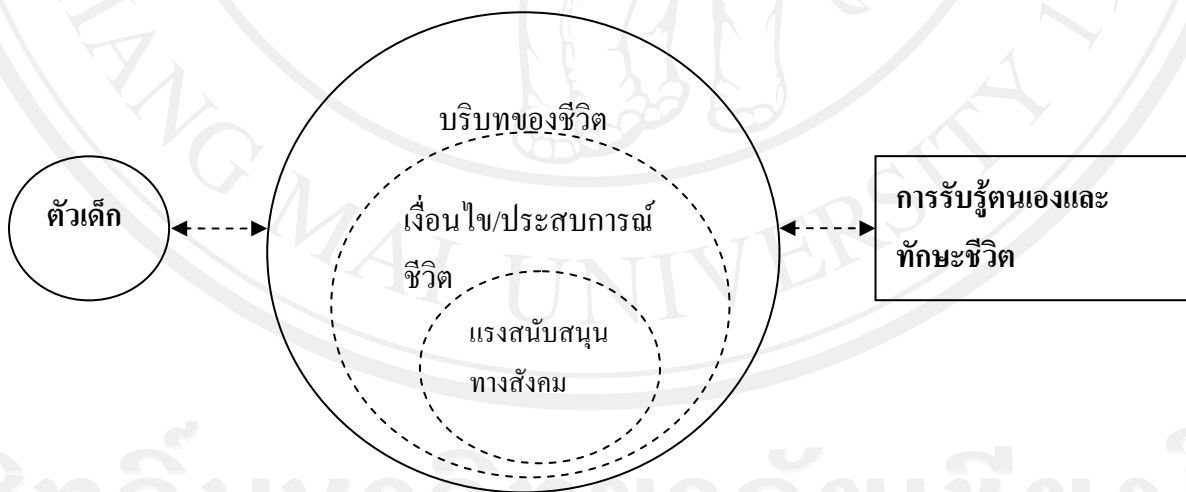 บริบทของชีวิต
ตัวเด็ก
เงื่อนไข/ประสบการณ์
ชีวิต
แรงสนับสนุน
ทางสังคม
การรับรู้ตนเองและ
ทักษะชีวิต
IANG MAI UNIVERSITY